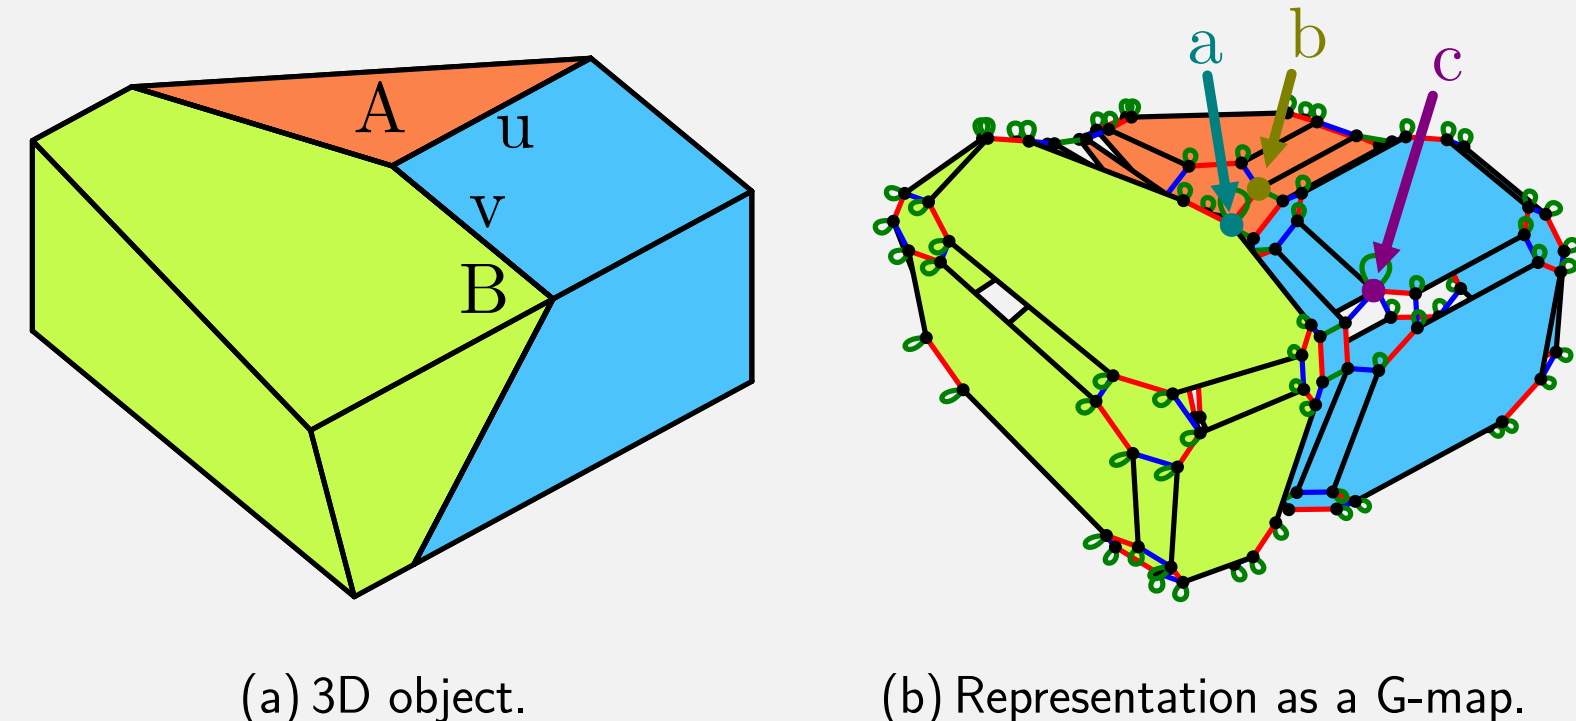 A
u
v
B
a
b
c
(a) 3D object.
(b) Representation as a G-map.